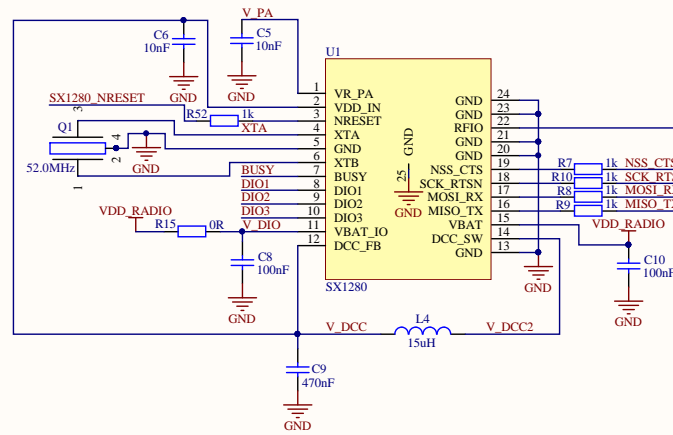 V_PA
C6
10nF
C5
10nF
GND
GND
U1
SX1280_NRESET
R52
1k
XTA
Q1
3
4
2
1
52.0MHz
GND
BUSY
DIO1
DIO2
DIO3
V_DIO
VDD_RADIO
R15
0R
C8
100nF
GND
1
2
3
4
5
6
7
8
9
10
11
12
VR_PA
VDD_IN
NRESET
XTA
GND
XTB
BUSY
DIO1
DIO2
DIO3
VBAT_IO
DCC_FB
GND
25
GND
GND
GND
RFIO
GND
GND
NSS_CTS
SCK_RTSN
MOSI_RX
MISO_TX
VBAT
DCC_SW
GND
24
23
22
21
20
19
18
17
16
15
14
13
SX1280
R7
1k
NSS_CTS
R10
1k
SCK_RTS
R8
1k
MOSI_RX
R9
1k
MISO_TX
VDD_RADIO
C10
100nF
GND
GND
V_DCC
L4
15uH
V_DCC2
C9
470nF
GND